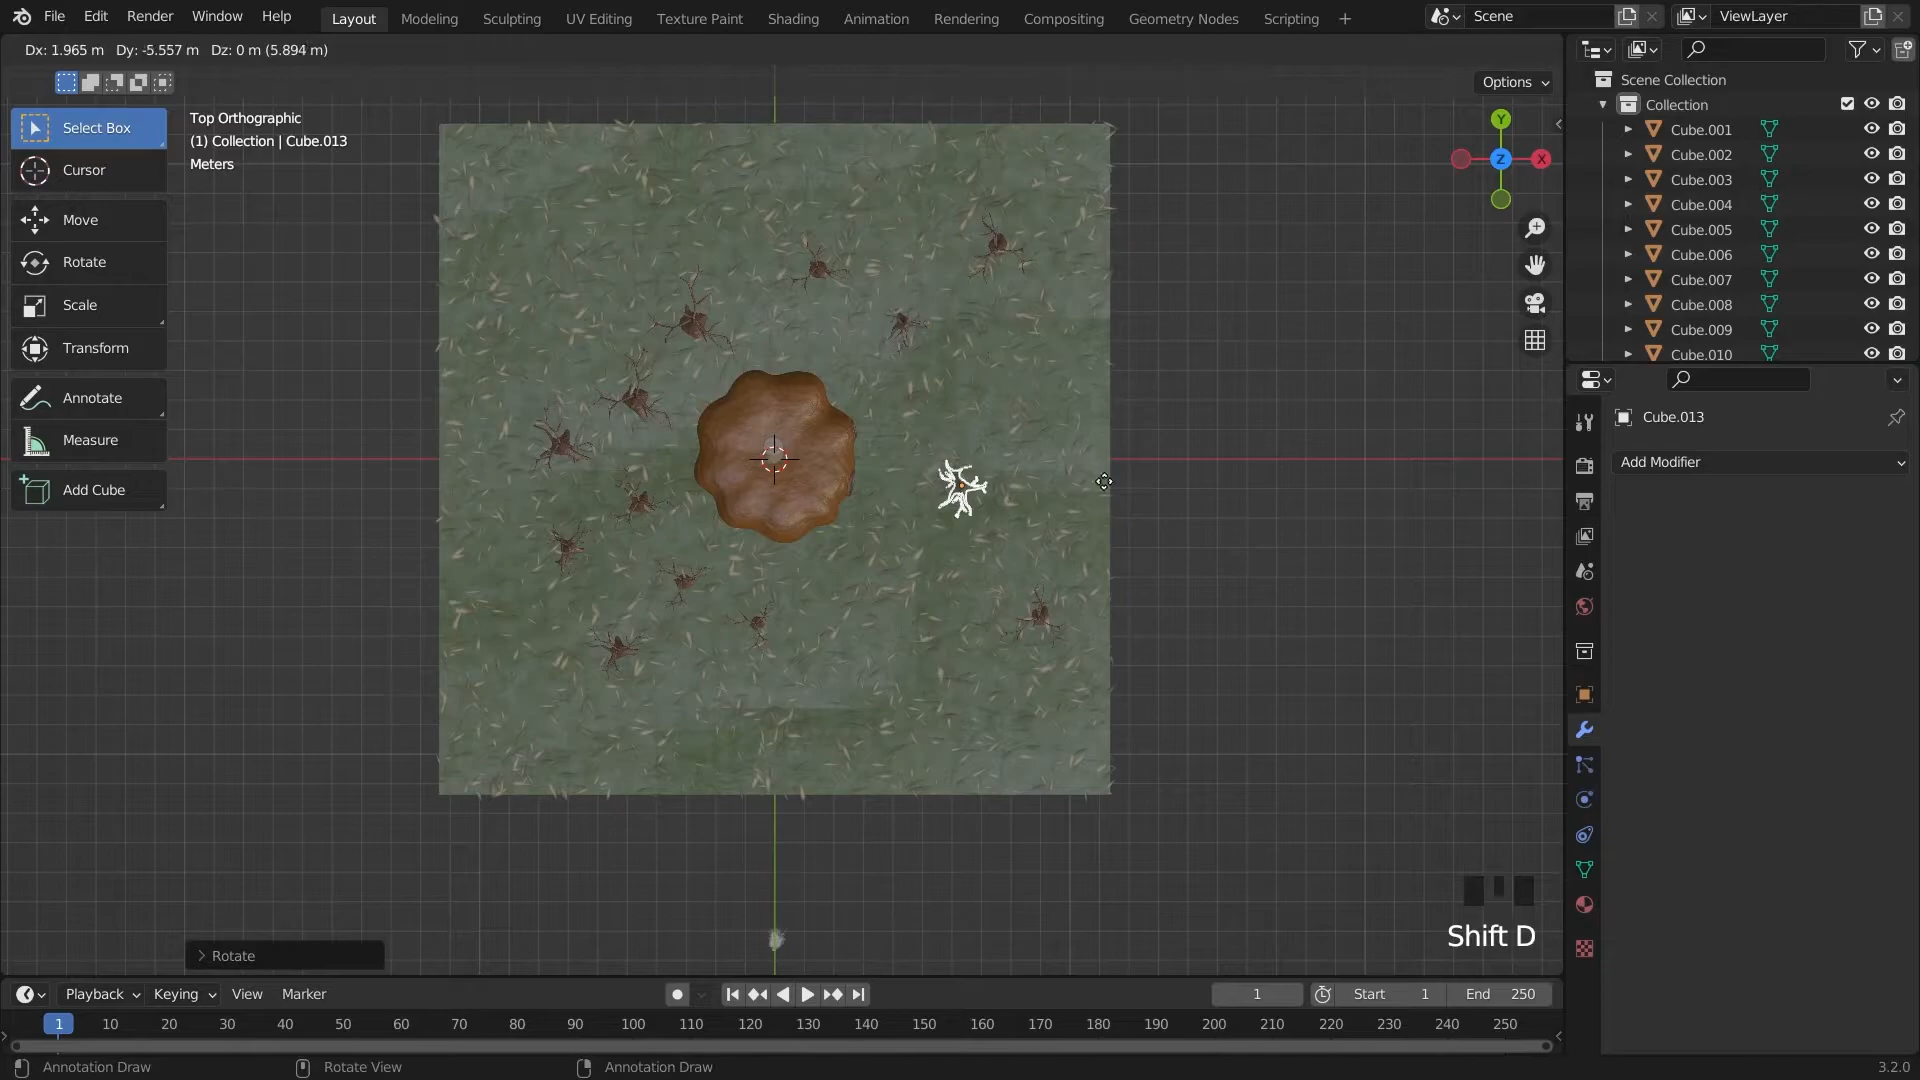 File Edit Render Window Help Layout Modeling Sculpting UV Editing Texture Paint Shading Animation Rendering Compositing Geometry Nodes Scripting Scene ViewLayer
Dx: 1.965 m Dy: -5.557 m Dz: 0 m (5.894 m)
Options
Scene Collection
Collection
Cube.001
Cube.002
Cube.003
Cube.004
Cube.005
Cube.006
Cube.007
Cube.008
Cube.009
Cube.010
Select Box
Cursor
Move
Rotate
Scale
Transform
Annotate
Measure
Add Cube
Top Orthographic
(1) Collection | Cube.013
Meters
Y
Z
X
Cube.013
Add Modifier
Shift D
Rotate
Playback Keying View Marker 1 Start 1 End 250
1 10 20 30 40 50 60 70 80 90 100 110 120 130 140 150 160 170 180 190 200 210 220 230 240 250
Annotation Draw Rotate View Annotation Draw 3.2.0